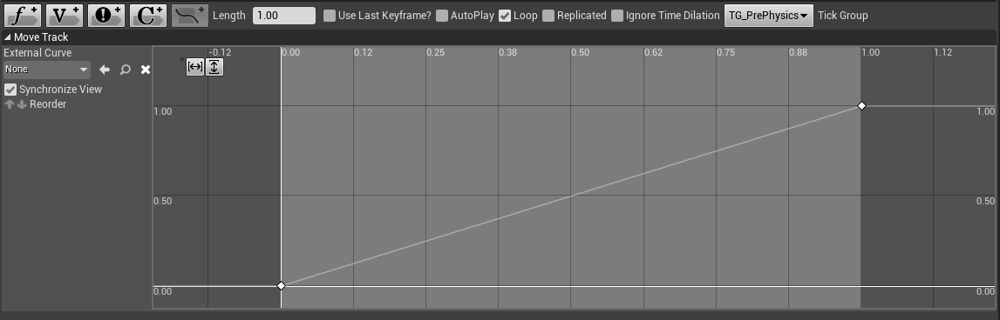 f+ V+ !+ C+ + Length 1.00 Use Last Keyframe? AutoPlay Loop Replicated Ignore Time Dilation TG_PrePhysics Tick Group
Move Track
External Curve
None
Synchronize View
Reorder
-0.12 0.00 0.12 0.25 0.38 0.50 0.62 0.75 0.88 1.00 1.12
1.00 1.00
0.50 0.50
0.00 0.00